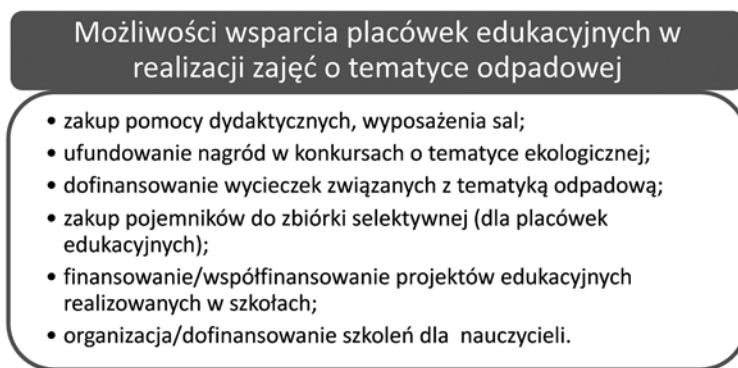 Możliwości wsparcia placówek edukacyjnych w
realizacji zajęć o tematyce odpadowej
• zakup pomocy dydaktycznych, wyposażenia sal;
• ufundowanie nagród w konkursach o tematyce ekologicznej;
• dofinansowanie wycieczek związanych z tematyką odpadową;
• zakup pojemników do zbiórki selektywnej (dla placówek
edukacyjnych);
• finansowanie/współfinansowanie projektów edukacyjnych
realizowanych w szkołach;
• organizacja/dofinansowanie szkoleń dla nauczycieli.